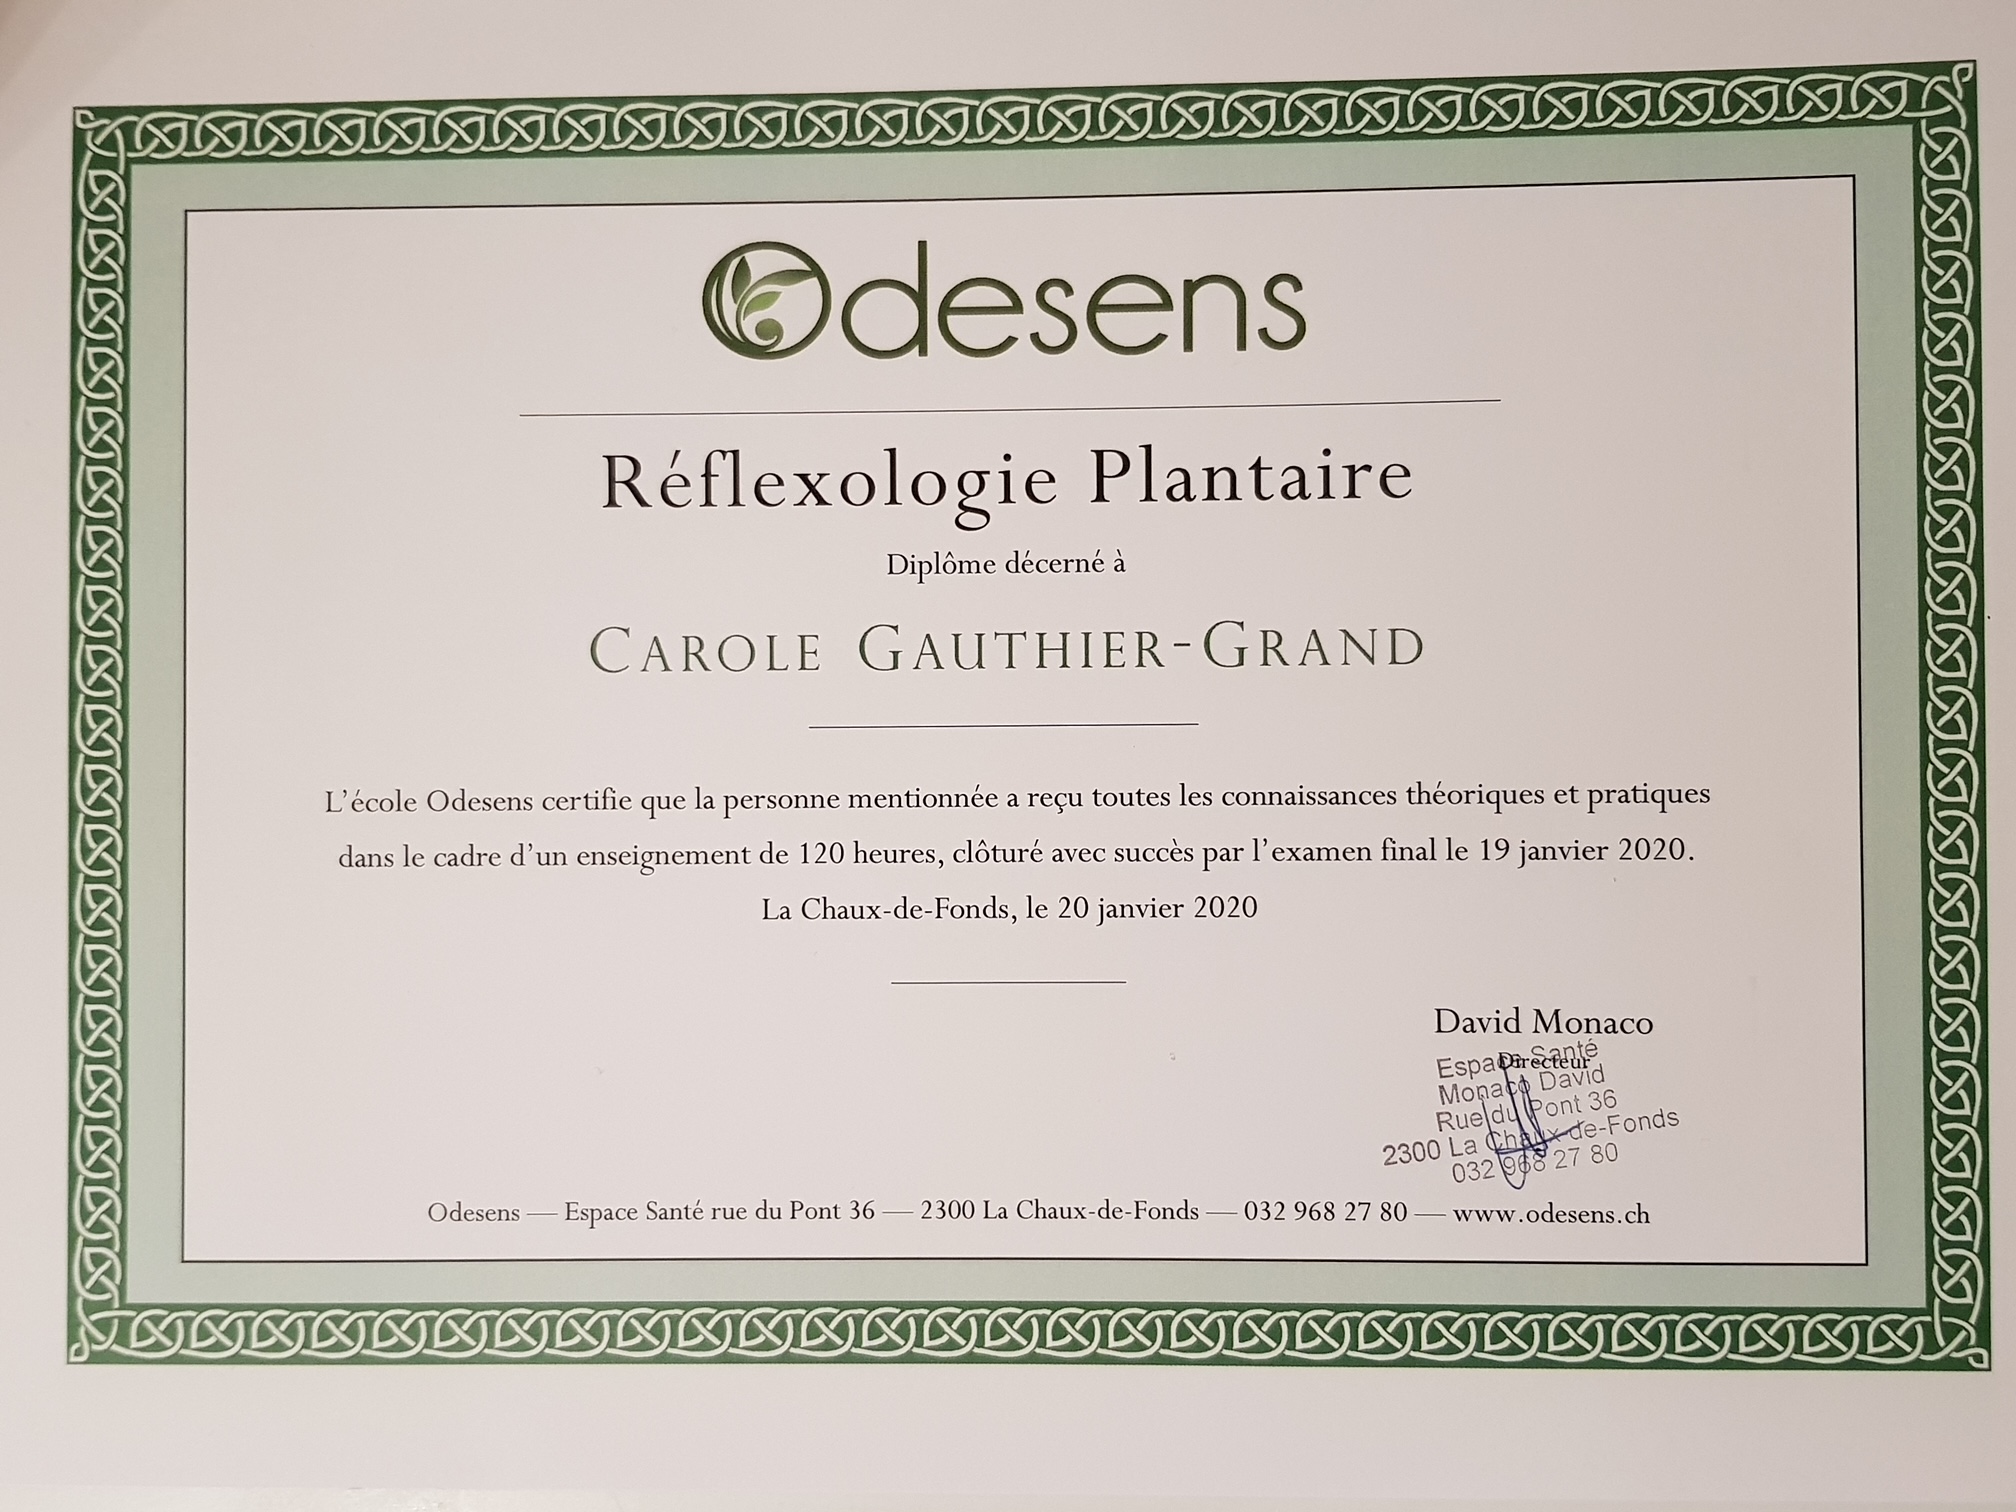 Odesens
Réflexologie Plantaire
Diplôme décerné à
CAROLE GAUTHIER-GRAND
L'école Odesens certifie que la personne mentionnée a reçu toutes les connaissances théoriques et pratiques
dans le cadre d'un enseignement de 120 heures, clôturé avec succès par l'examen final le 19 janvier 2020.
La Chaux-de-Fonds, le 20 janvier 2020
David Monaco
Directeur
Espace Santé
Monaco David
Rue du Pont 36
2300 La Chaux-de-Fonds
032 968 27 80
Odesens — Espace Santé rue du Pont 36 — 2300 La Chaux-de-Fonds — 032 968 27 80 — www.odesens.ch